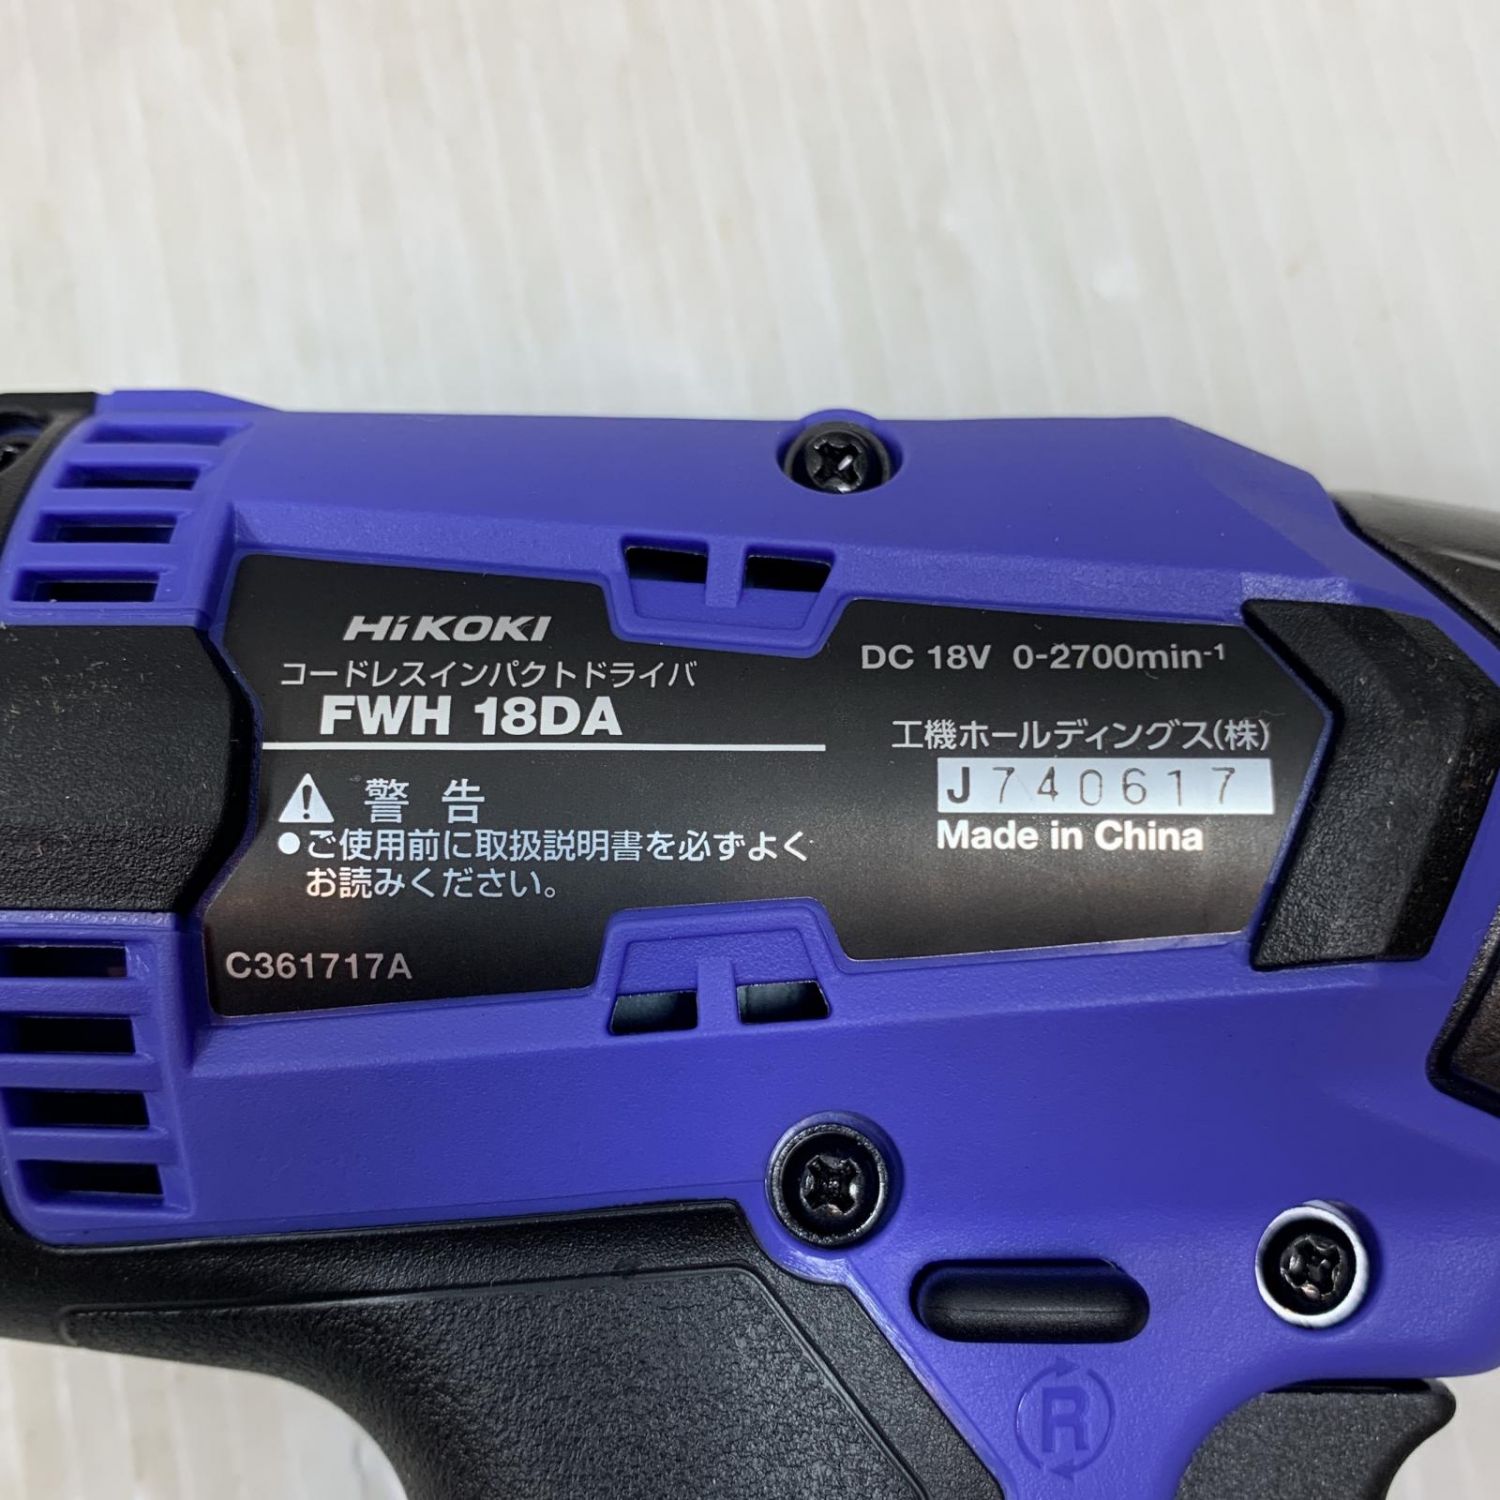 HiKOKI
コードレスインパクトドライバ
FWH 18DA
警告
●ご使用前に取扱説明書を必ずよく
お読みください。
C361717A
DC 18V 0-2700min-1
工機ホールディングス(株)
J740617
Made in China
R